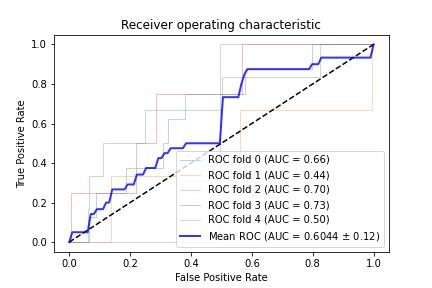 Receiver operating characteristic
True Positive Rate
1.0
0.8
0.6
0.4
0.2
0.0
ROC fold 0 (AUC = 0.66)
ROC fold 1 (AUC = 0.44)
ROC fold 2 (AUC = 0.70)
ROC fold 3 (AUC = 0.73)
ROC fold 4 (AUC = 0.50)
Mean ROC (AUC = 0.6044 ± 0.12)
0.0 0.2 0.4 0.6 0.8 1.0
False Positive Rate